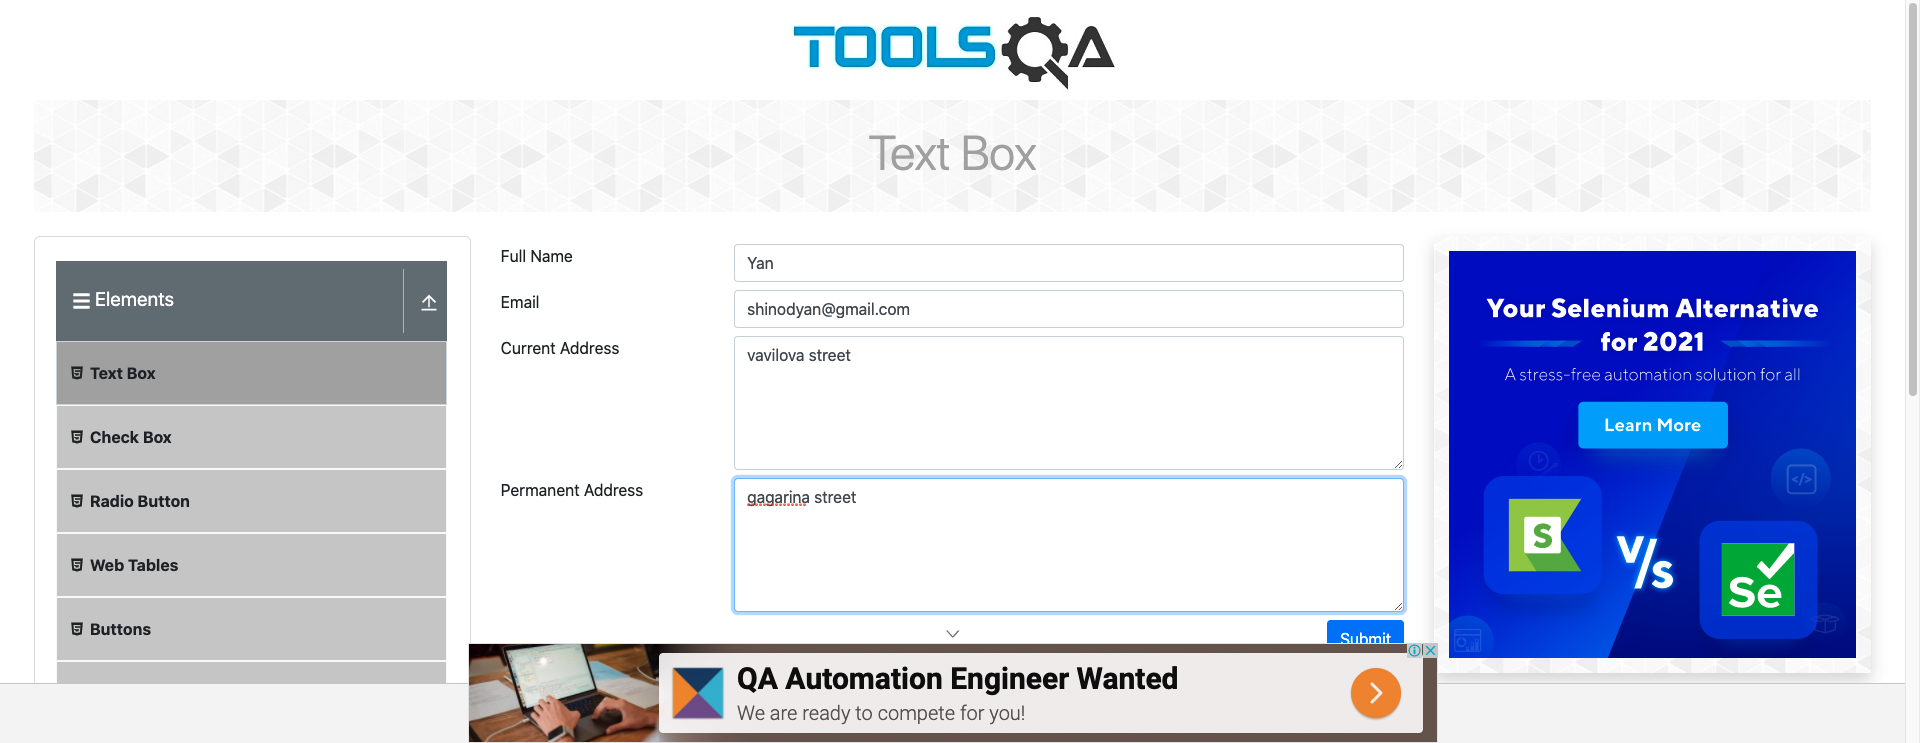 TOOLSQA
Text Box
Elements
Text Box
Check Box
Radio Button
Web Tables
Buttons
Full Name
Yan
Email
shinodyan@gmail.com
Current Address
vavilova street
Permanent Address
gagarina street
Submit
Your Selenium Alternative
for 2021
A stress-free automation solution for all
Learn More
S
V/s
Se
</>
QA Automation Engineer Wanted
We are ready to compete for you!